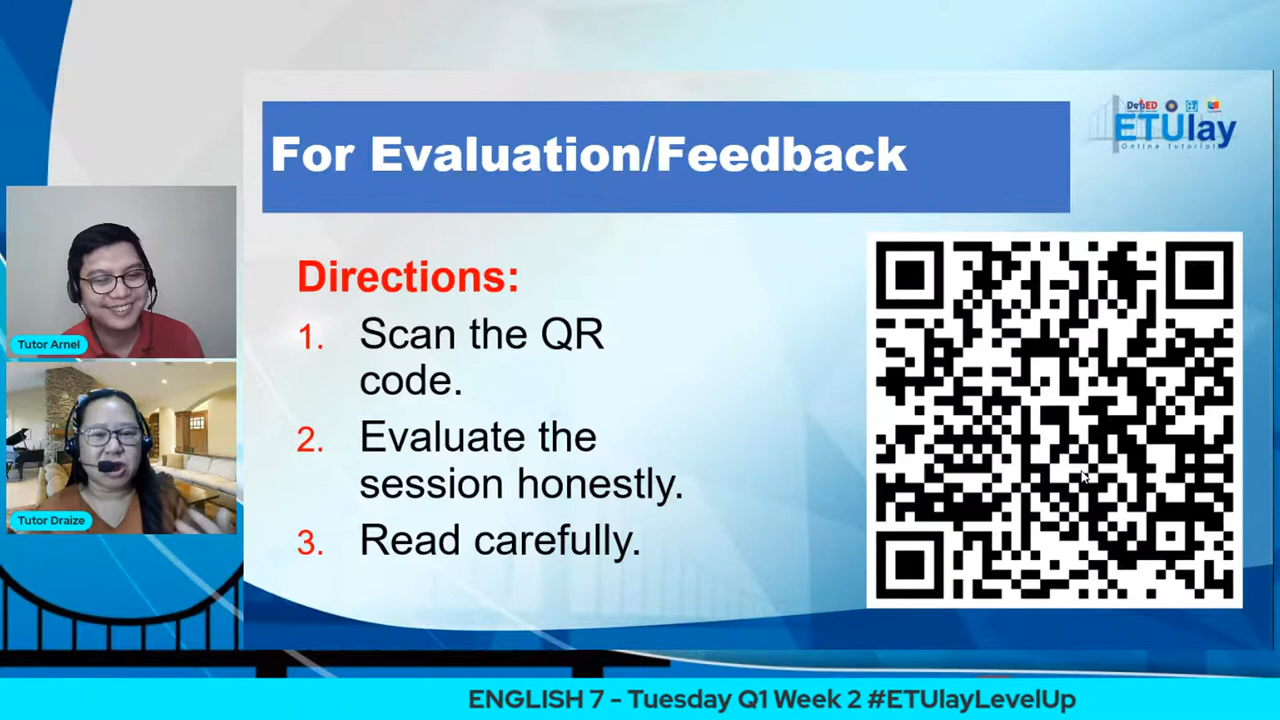 For Evaluation/Feedback
DepED
ETUlay
Online Tutorial
Directions:
1. Scan the QR
code.
2. Evaluate the
session honestly.
3. Read carefully.
Tutor Arnel
Tutor Draize
ENGLISH 7 - Tuesday Q1 Week 2 #ETUlayLevelUp